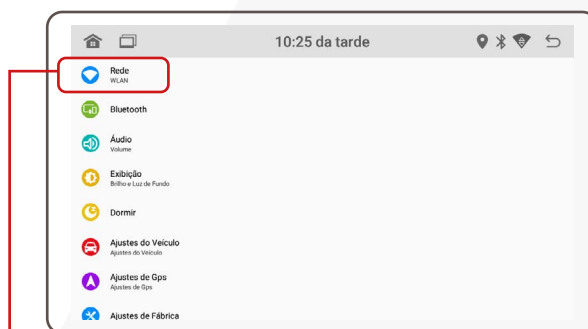 10:25 da tarde
Rede
WLAN
Bluetooth
Áudio
Volume
Exibição
Brilho e Luz de Fundo
Dormir
Ajustes do Veículo
Ajustes do Veículo
Ajustes de Gps
Ajustes de Gps
Ajustes de Fábrica